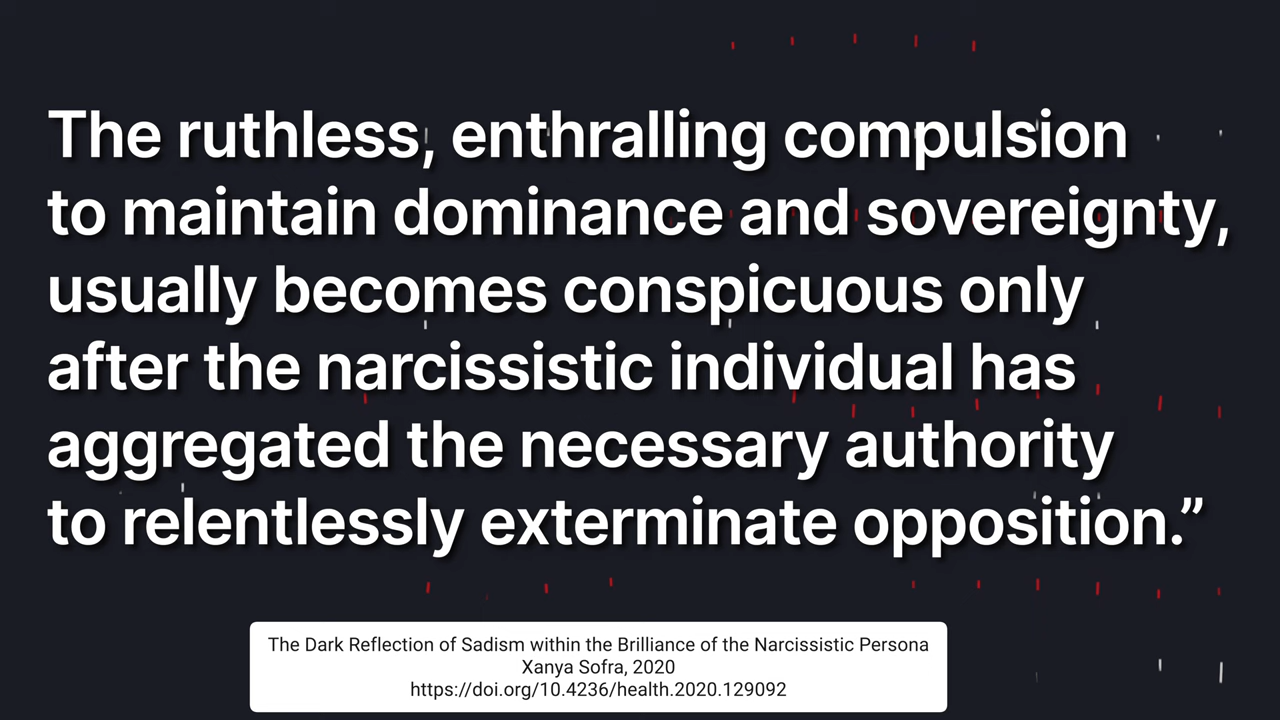 The ruthless, enthralling compulsion
to maintain dominance and sovereignty,
usually becomes conspicuous only
after the narcissistic individual has
aggregated the necessary authority
to relentlessly exterminate opposition.”
The Dark Reflection of Sadism within the Brilliance of the Narcissistic Persona
Xanya Sofra, 2020
https://doi.org/10.4236/health.2020.129092